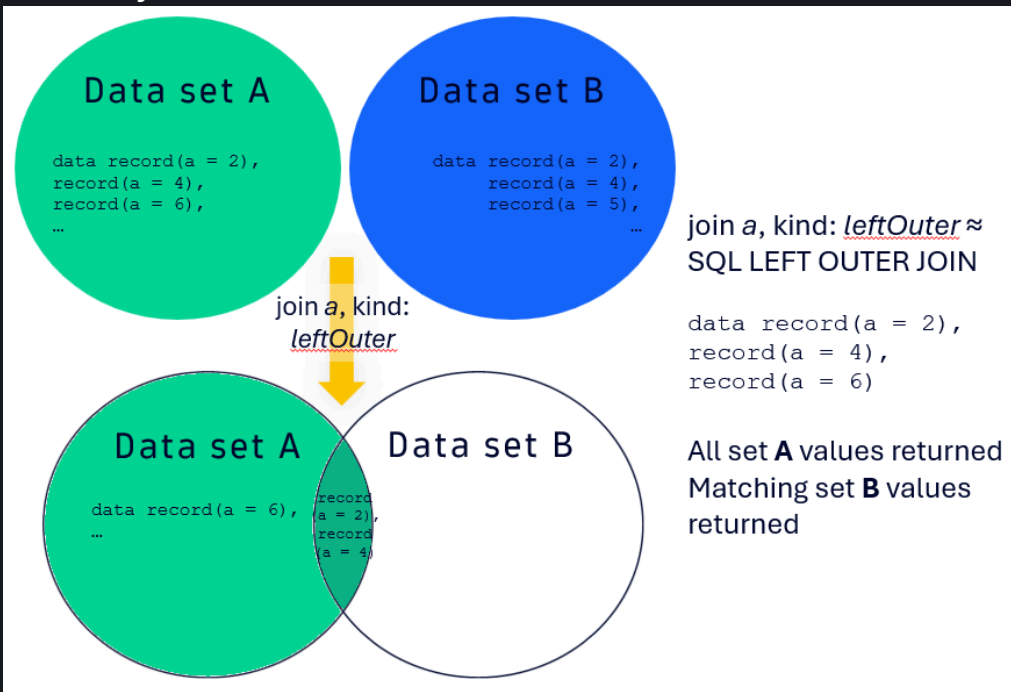 Data set A
data record(a = 2),
record(a = 4),
record(a = 6),
…
Data set B
data record(a = 2),
record(a = 4),
record(a = 5),
…
join a, kind:
leftOuter
Data set A
data record(a = 6),
…
record
(a = 2),
record
(a = 4)
Data set B
join a, kind: leftOuter ≈
SQL LEFT OUTER JOIN
data record(a = 2),
record(a = 4),
record(a = 6)
All set A values returned
Matching set B values
returned